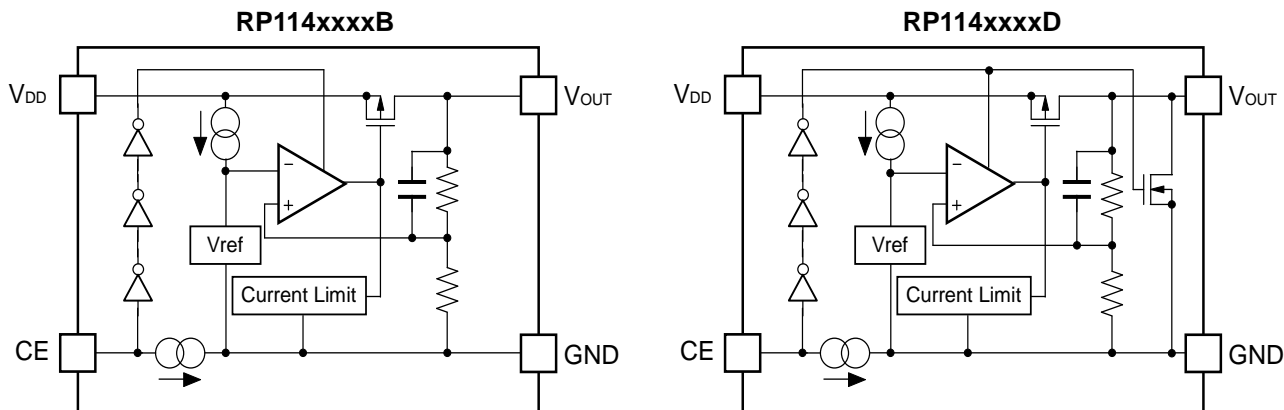 RP114xxxxB
VDD
VOUT
−
+
Vref
Current Limit
CE
GND
RP114xxxxD
VDD
VOUT
−
+
Vref
Current Limit
CE
GND